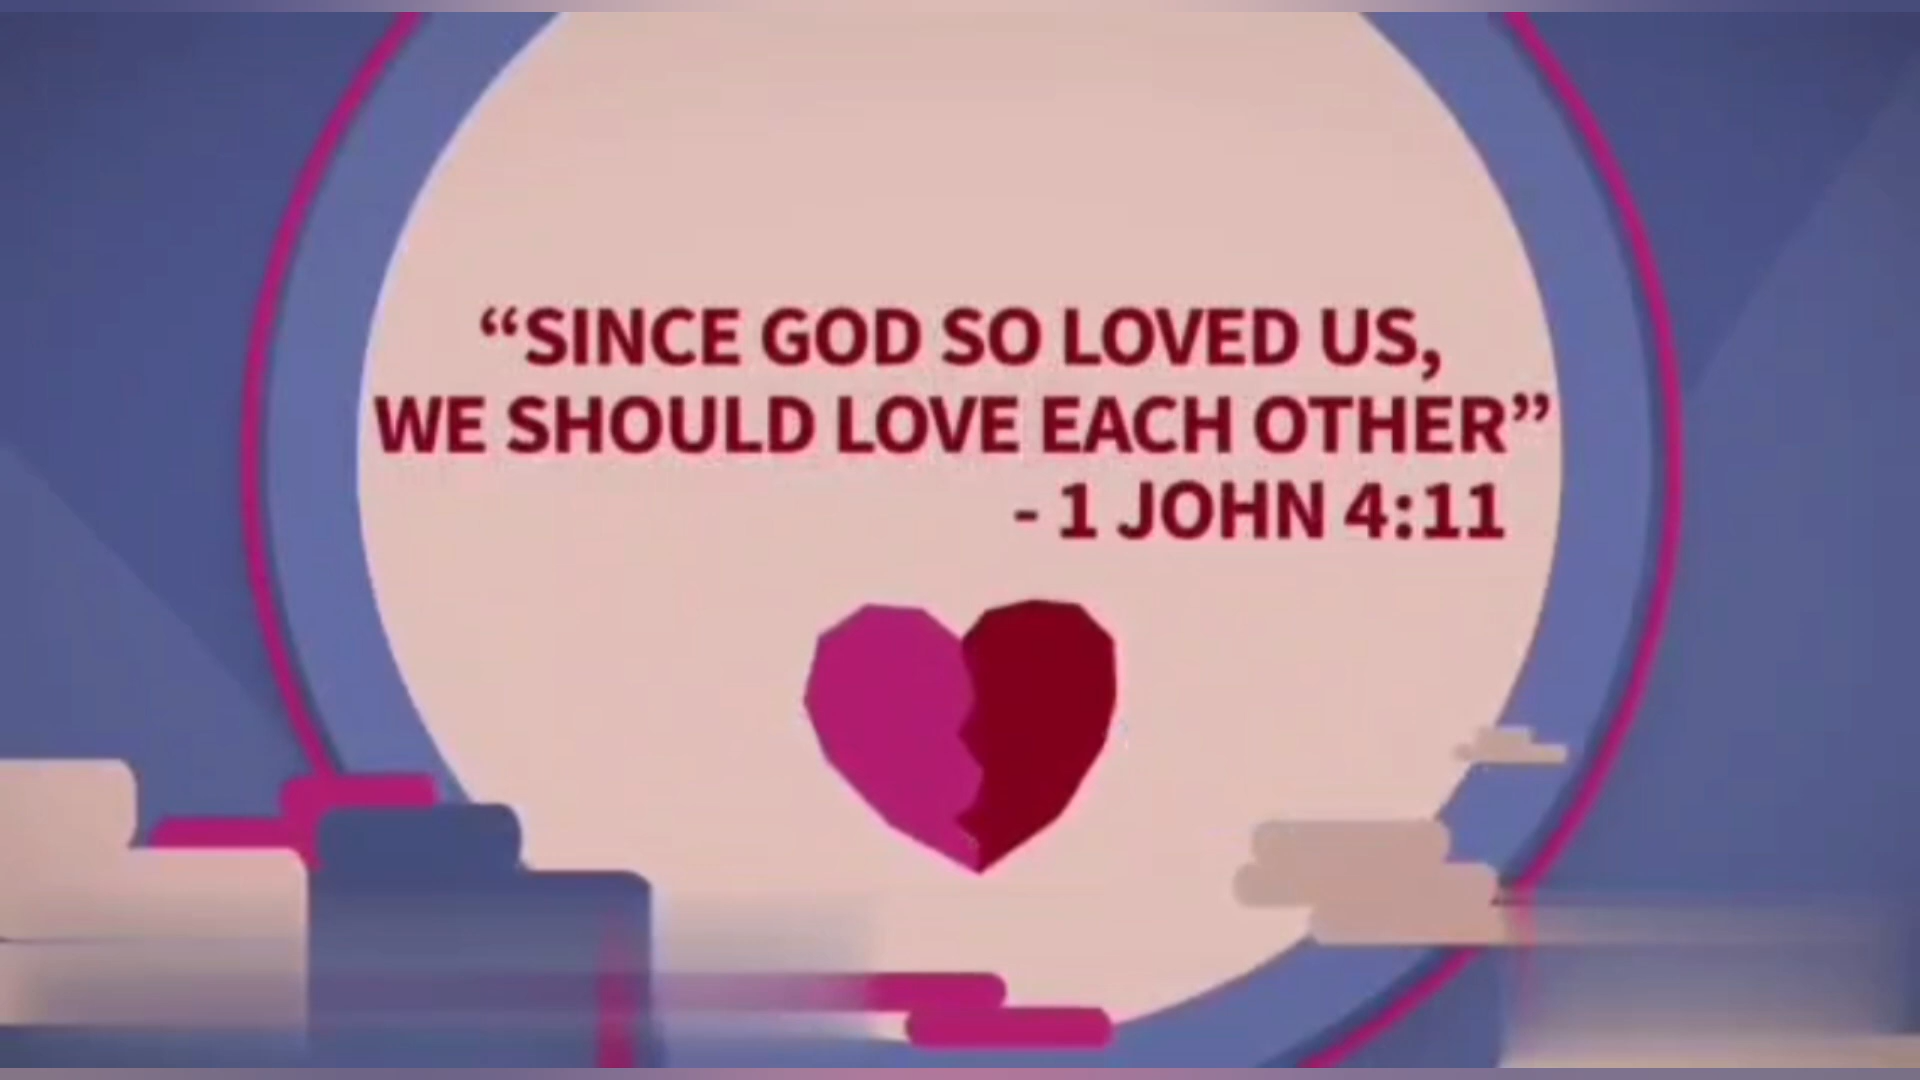 “SINCE GOD SO LOVED US,
WE SHOULD LOVE EACH OTHER”
- 1 JOHN 4:11